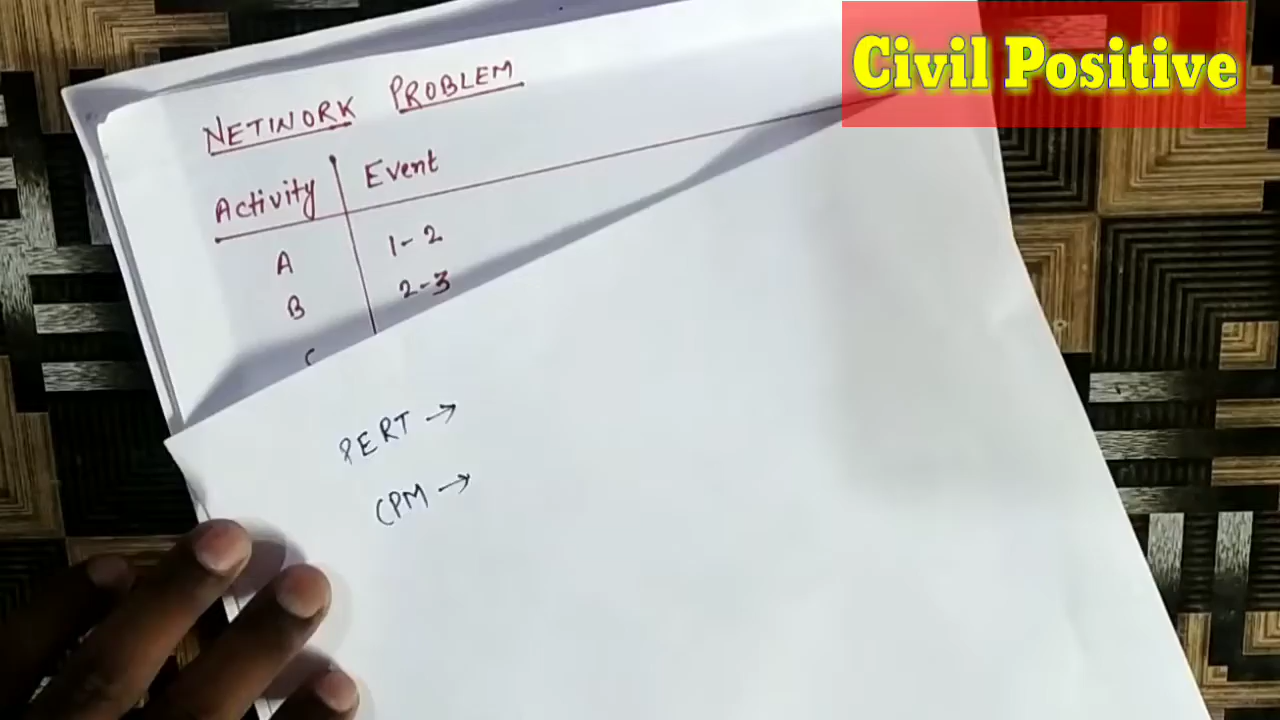 Civil Positive
NETWORK PROBLEM
Activity Event
A 1-2
B 2-3
C
PERT →
CPM →